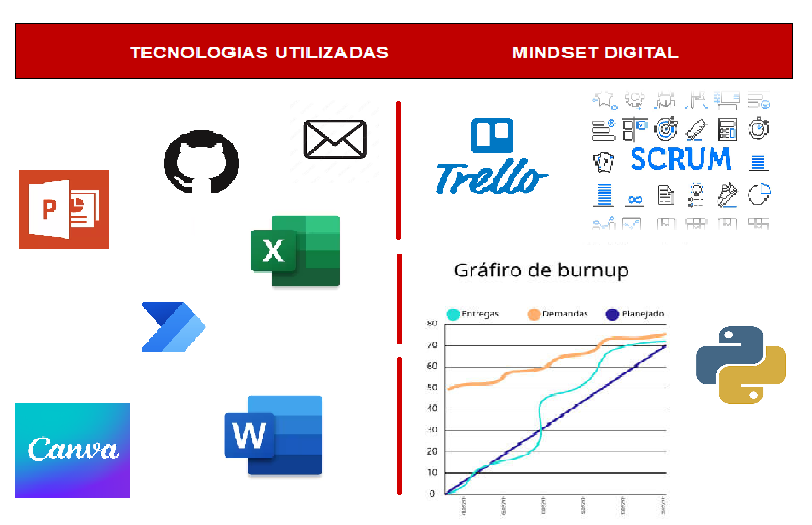 TECNOLOGIAS UTILIZADAS
MINDSET DIGITAL
P
X
Canva
W
Trello
SCRUM
Gráfiro de burnup
Entregas
Demandas
Planejado
80
70
60
50
40
30
20
10
0